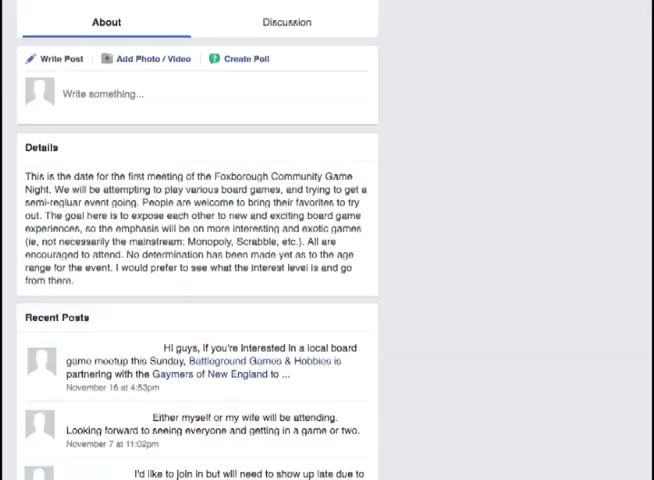 About
Discussion
Write Post
Add Photo / Video
Create Poll
Write something...
Details
This is the date for the first meeting of the Foxborough Community Game
Night. We will be attempting to play various board games, and trying to get a
semi-regluar event going. People are welcome to bring their favorites to try
out. The goal here is to expose each other to new and exciting board game
experiences, so the emphasis will be on more interesting and exotic games
(ie, not necessarily the mainstream: Monopoly, Scrabble, etc.). All are
encouraged to attend. No determination has been made yet as to the age
range for the event. I would prefer to see what the interest level is and go
from there.
Recent Posts
Hi guys, if you're interested in a local board
game meetup this Sunday, Battleground Games & Hobbies is
partnering with the Gaymers of New England to ...
November 16 at 4:53pm
Either myself or my wife will be attending.
Looking forward to seeing everyone and getting in a game or two.
November 7 at 11:02pm
I'd like to join in but will need to show up late due to